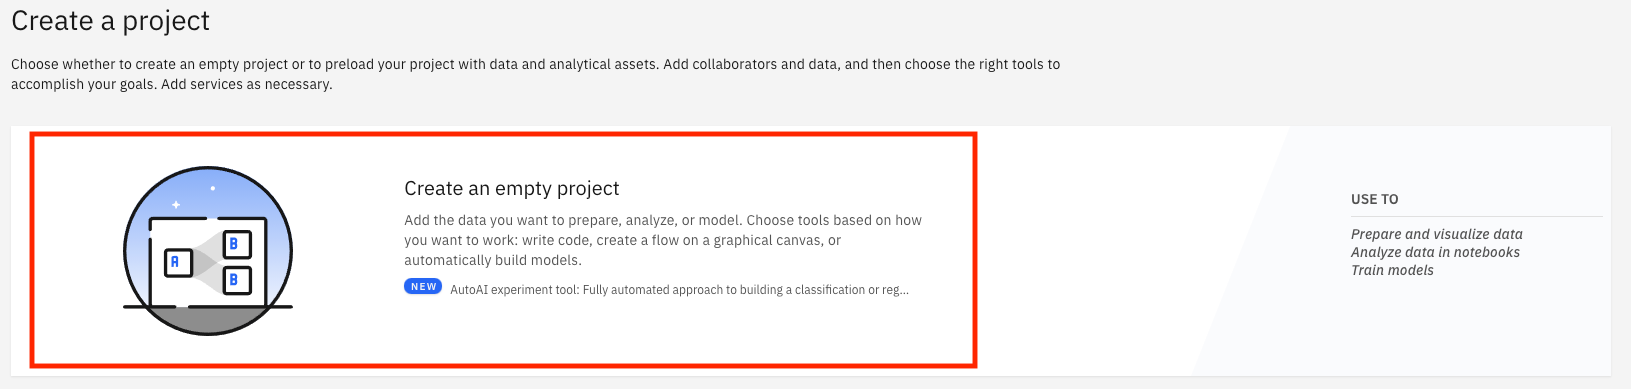 Create a project
Choose whether to create an empty project or to preload your project with data and analytical assets. Add collaborators and data, and then choose the right tools to
accomplish your goals. Add services as necessary.
Create an empty project
Add the data you want to prepare, analyze, or model. Choose tools based on how
you want to work: write code, create a flow on a graphical canvas, or
automatically build models.
NEW AutoAI experiment tool: Fully automated approach to building a classification or reg...
A
B
B
USE TO
Prepare and visualize data
Analyze data in notebooks
Train models